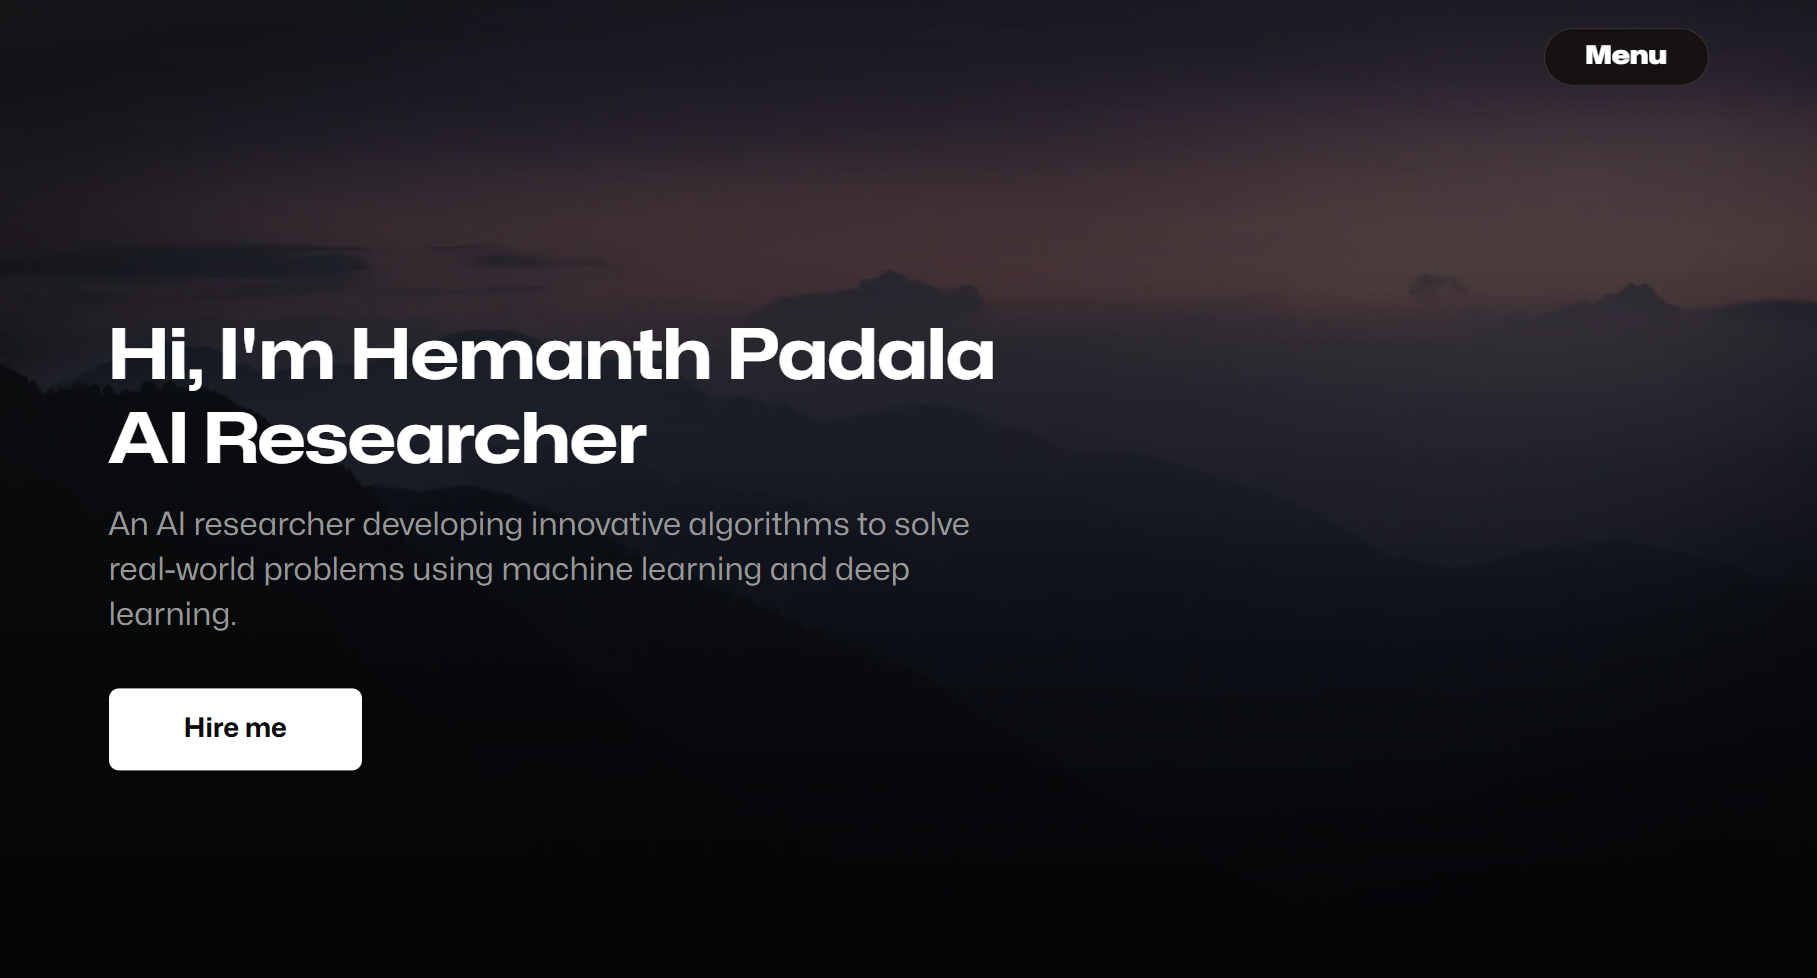 Menu
Hi, I'm Hemanth Padala
AI Researcher
An AI researcher developing innovative algorithms to solve
real-world problems using machine learning and deep
learning.
Hire me